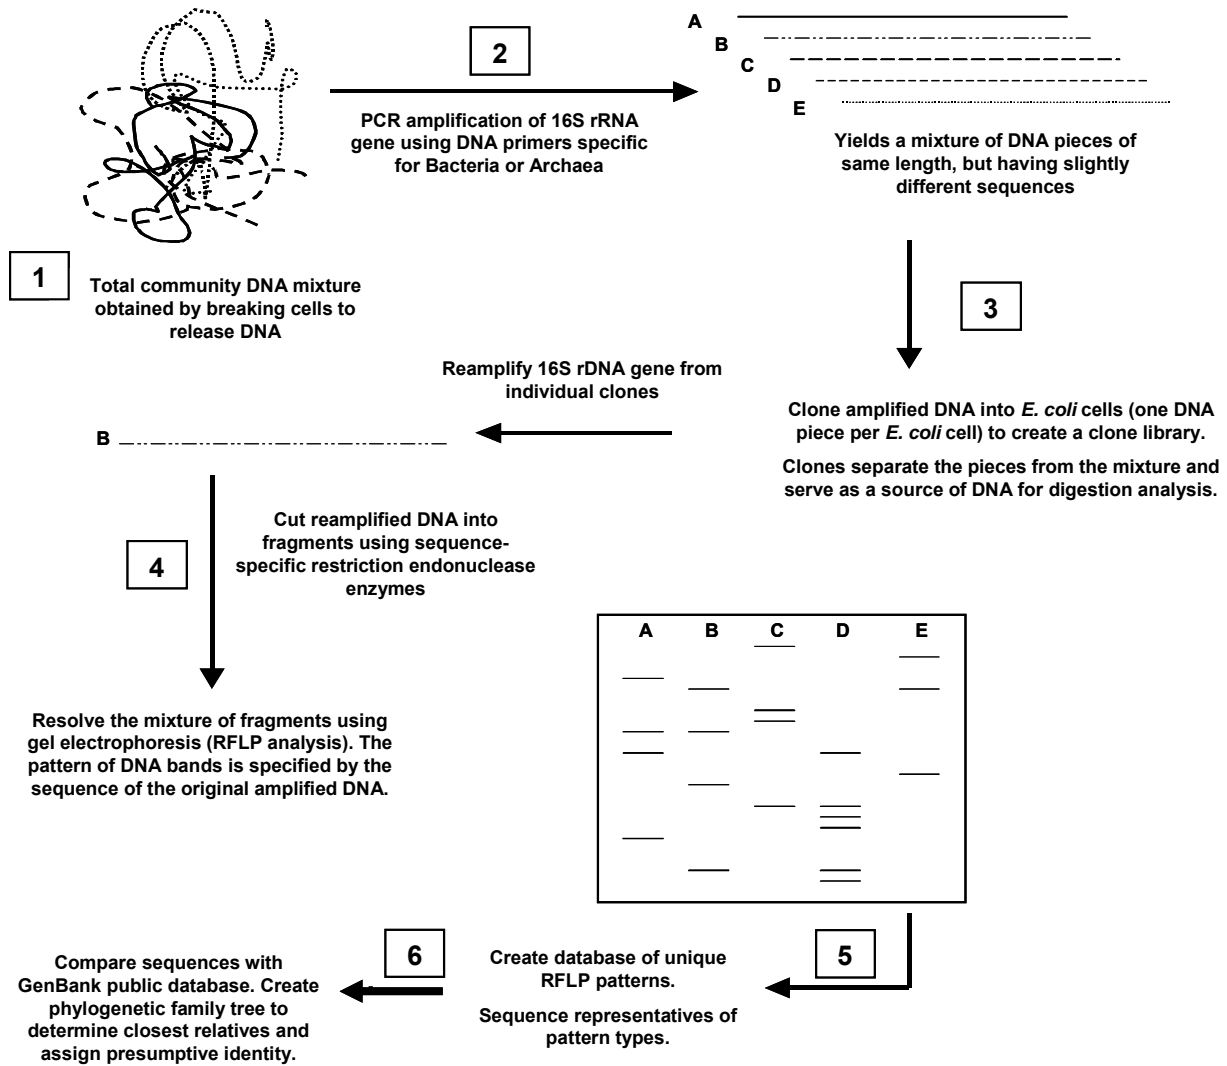 1
Total community DNA mixture
obtained by breaking cells to
release DNA
2
PCR amplification of 16S rRNA
gene using DNA primers specific
for Bacteria or Archaea
A
B
C
D
E
Yields a mixture of DNA pieces of
same length, but having slightly
different sequences
3
Clone amplified DNA into E. coli cells (one DNA
piece per E. coli cell) to create a clone library.
Clones separate the pieces from the mixture and
serve as a source of DNA for digestion analysis.
Reamplify 16S rDNA gene from
individual clones
B
4
Cut reamplified DNA into
fragments using sequence-
specific restriction endonuclease
enzymes
Resolve the mixture of fragments using
gel electrophoresis (RFLP analysis). The
pattern of DNA bands is specified by the
sequence of the original amplified DNA.
A B C D E
5
Create database of unique
RFLP patterns.
Sequence representatives of
pattern types.
6
Compare sequences with
GenBank public database. Create
phylogenetic family tree to
determine closest relatives and
assign presumptive identity.